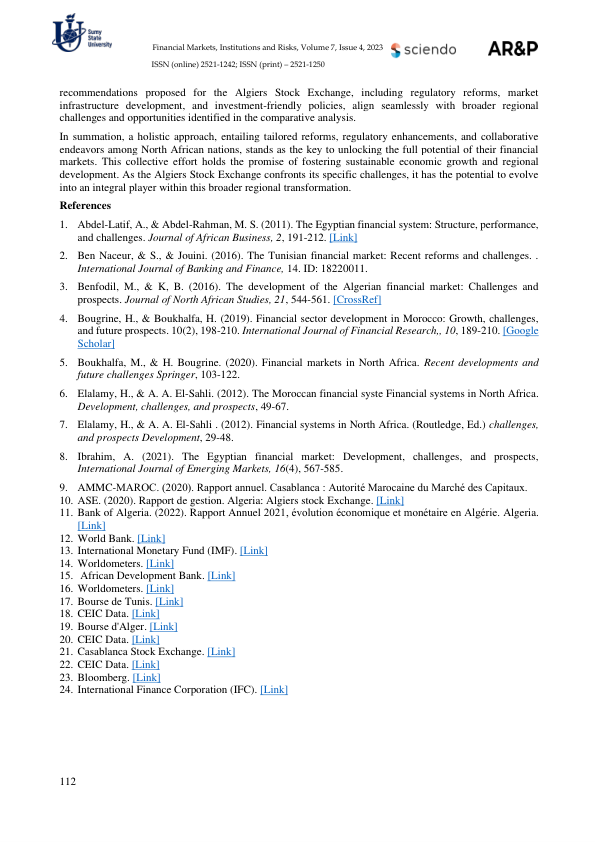 Sumy
State
University
Financial Markets, Institutions and Risks, Volume 7, Issue 4, 2023
sciendo
AR&P
ISSN (online) 2521-1242; ISSN (print) – 2521-1250
recommendations proposed for the Algiers Stock Exchange, including regulatory reforms, market
infrastructure development, and investment-friendly policies, align seamlessly with broader regional
challenges and opportunities identified in the comparative analysis.
In summation, a holistic approach, entailing tailored reforms, regulatory enhancements, and collaborative
endeavors among North African nations, stands as the key to unlocking the full potential of their financial
markets. This collective effort holds the promise of fostering sustainable economic growth and regional
development. As the Algiers Stock Exchange confronts its specific challenges, it has the potential to evolve
into an integral player within this broader regional transformation.
References
1. Abdel-Latif, A., & Abdel-Rahman, M. S. (2011). The Egyptian financial system: Structure, performance,
and challenges. Journal of African Business, 2, 191-212. [Link]
2. Ben Naceur, & S., & Jouini. (2016). The Tunisian financial market: Recent reforms and challenges. .
International Journal of Banking and Finance, 14. ID: 18220011.
3. Benfodil, M., & K, B. (2016). The development of the Algerian financial market: Challenges and
prospects. Journal of North African Studies, 21, 544-561. [CrossRef]
4. Bougrine, H., & Boukhalfa, H. (2019). Financial sector development in Morocco: Growth, challenges,
and future prospects. 10(2), 198-210. International Journal of Financial Research,, 10, 189-210. [Google
Scholar]
5. Boukhalfa, M., & H. Bougrine. (2020). Financial markets in North Africa. Recent developments and
future challenges Springer, 103-122.
6. Elalamy, H., & A. A. El-Sahli. (2012). The Moroccan financial syste Financial systems in North Africa.
Development, challenges, and prospects, 49-67.
7. Elalamy, H., & A. A. El-Sahli . (2012). Financial systems in North Africa. (Routledge, Ed.) challenges,
and prospects Development, 29-48.
8. Ibrahim, A. (2021). The Egyptian financial market: Development, challenges, and prospects,
International Journal of Emerging Markets, 16(4), 567-585.
9. AMMC-MAROC. (2020). Rapport annuel. Casablanca : Autorité Marocaine du Marché des Capitaux.
10. ASE. (2020). Rapport de gestion. Algeria: Algiers stock Exchange. [Link]
11. Bank of Algeria. (2022). Rapport Annuel 2021, évolution économique et monétaire en Algérie. Algeria.
[Link]
12. World Bank. [Link]
13. International Monetary Fund (IMF). [Link]
14. Worldometers. [Link]
15. African Development Bank. [Link]
16. Worldometers. [Link]
17. Bourse de Tunis. [Link]
18. CEIC Data. [Link]
19. Bourse d'Alger. [Link]
20. CEIC Data. [Link]
21. Casablanca Stock Exchange. [Link]
22. CEIC Data. [Link]
23. Bloomberg. [Link]
24. International Finance Corporation (IFC). [Link]
112